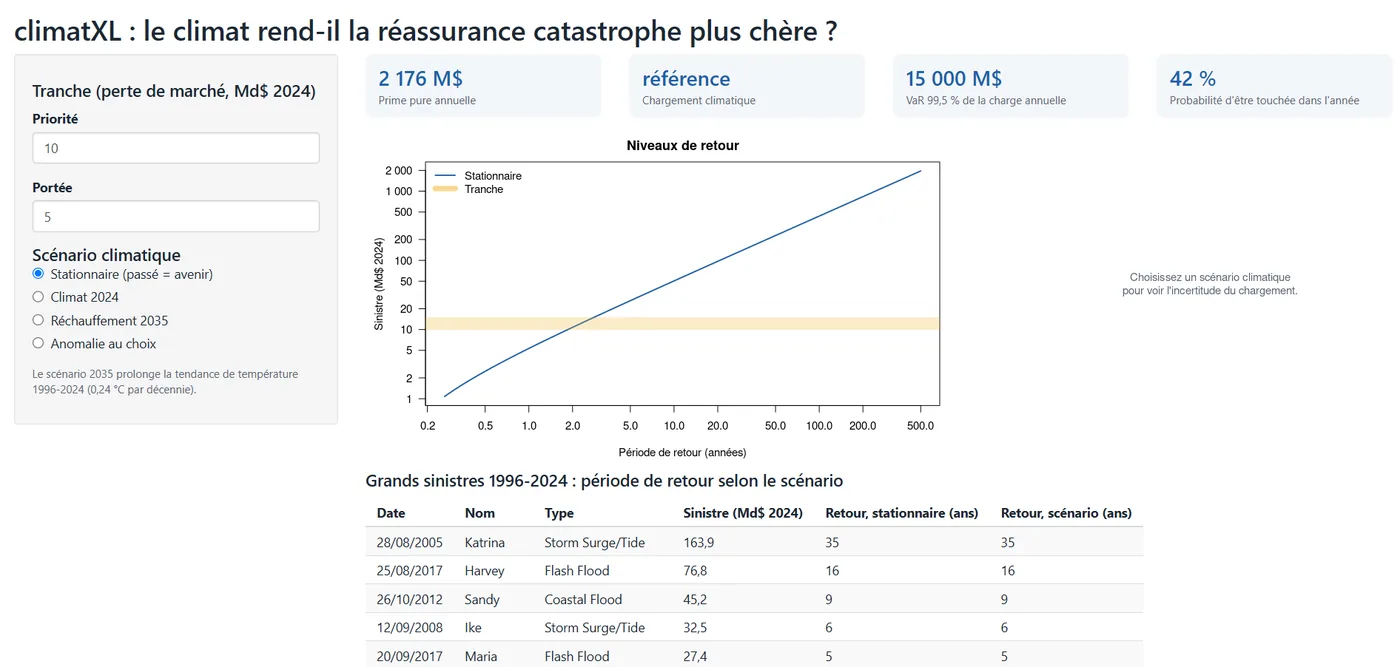 climatXL : le climat rend-il la réassurance catastrophe plus chère ?
Tranche (perte de marché, Md$ 2024)
Priorité
10
Portée
5
Scénario climatique
Stationnaire (passé = avenir)
Climat 2024
Réchauffement 2035
Anomalie au choix
Le scénario 2035 prolonge la tendance de température
1996-2024 (0,24 °C par décennie).
2 176 M$
Prime pure annuelle
référence
Chargement climatique
15 000 M$
VaR 99,5 % de la charge annuelle
42 %
Probabilité d'être touchée dans l'année
Niveaux de retour
Stationnaire
Tranche
Sinistre (Md$ 2024)
2 000
1 000
500
200
100
50
20
10
5
2
1
0.2 0.5 1.0 2.0 5.0 10.0 20.0 50.0 100.0 200.0 500.0
Période de retour (années)
Choisissez un scénario climatique
pour voir l'incertitude du chargement.
Grands sinistres 1996-2024 : période de retour selon le scénario
Date Nom Type Sinistre (Md$ 2024) Retour, stationnaire (ans) Retour, scénario (ans)
28/08/2005 Katrina Storm Surge/Tide 163,9 35 35
25/08/2017 Harvey Flash Flood 76,8 16 16
26/10/2012 Sandy Coastal Flood 45,2 9 9
12/09/2008 Ike Storm Surge/Tide 32,5 6 6
20/09/2017 Maria Flash Flood 27,4 5 5